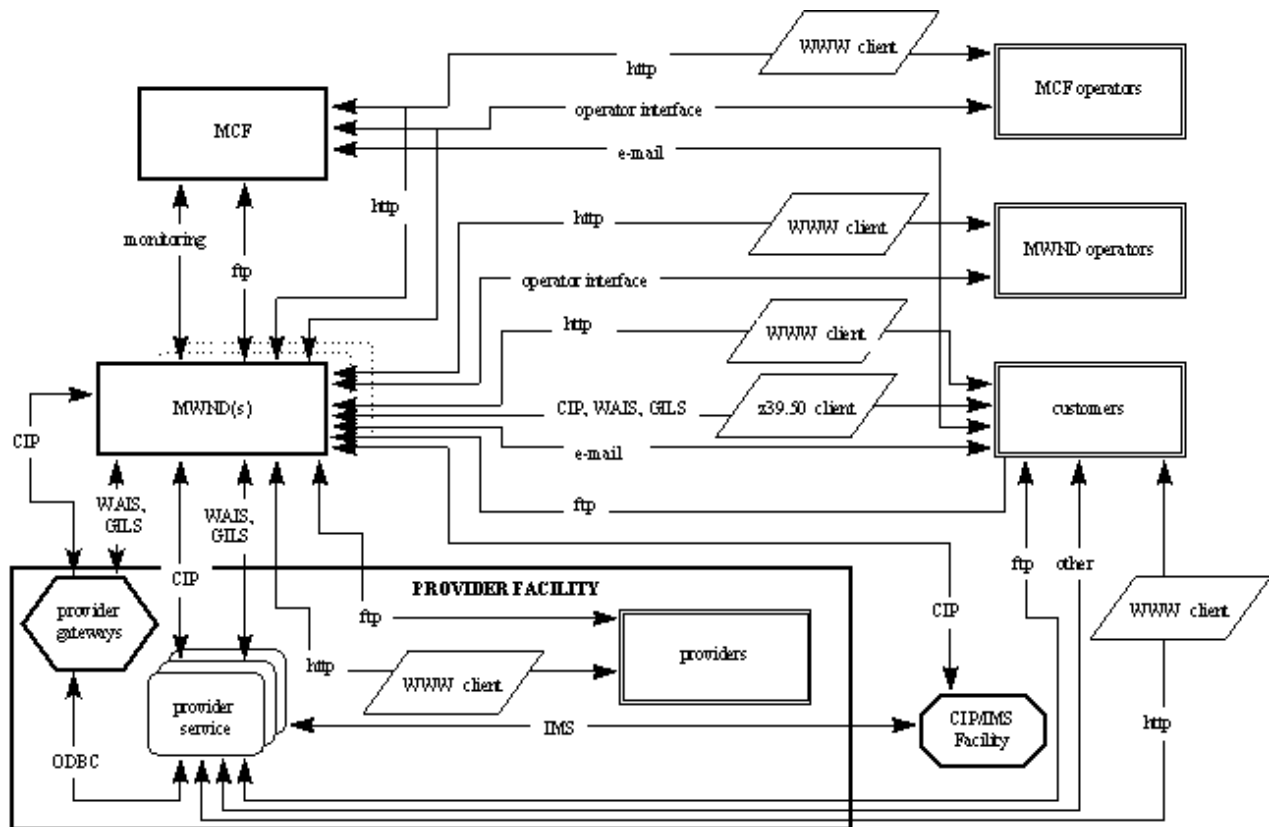 WWW client
http
MCF operators
MCF
operator interface
e-mail
http
monitoring
ftp
http
WWW client
MWND operators
operator interface
http
WWW client
MWND(s)
CIP, WAIS, GILS
z39.50 client
customers
CIP
e-mail
WAIS,
GILS
WAIS,
GILS
ftp
CIP
ftp
other
PROVIDER FACILITY
provider
gateways
ftp
CIP
WWW client
http
WWW client
providers
provider
service
IMS
CIP/IMS
Facility
http
ODBC